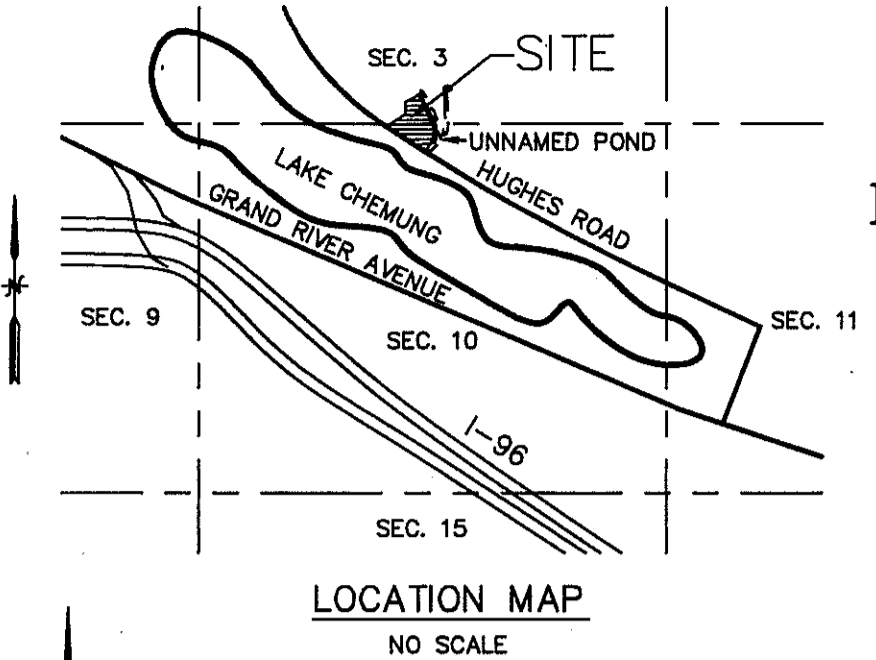 SEC. 3
SITE
UNNAMED POND
LAKE CHEMUNG
HUGHES ROAD
GRAND RIVER AVENUE
N
SEC. 9
SEC. 10
SEC. 11
I-96
SEC. 15
LOCATION MAP
NO SCALE